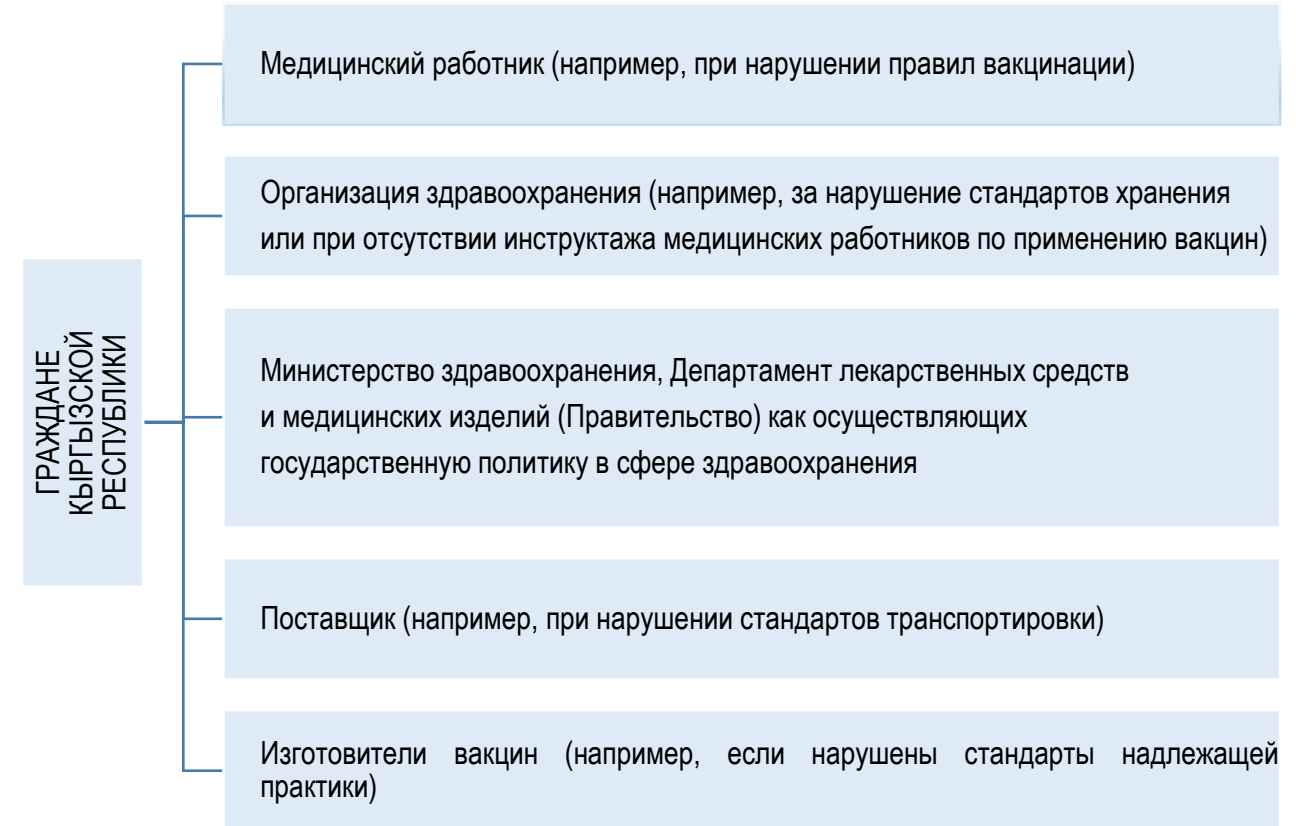 ГРАЖДАНЕ
КЫРГЫЗСКОЙ
РЕСПУБЛИКИ
Медицинский работник (например, при нарушении правил вакцинации)
Организация здравоохранения (например, за нарушение стандартов хранения
или при отсутствии инструктажа медицинских работников по применению вакцин)
Министерство здравоохранения, Департамент лекарственных средств
и медицинских изделий (Правительство) как осуществляющих
государственную политику в сфере здравоохранения
Поставщик (например, при нарушении стандартов транспортировки)
Изготовители вакцин (например, если нарушены стандарты надлежащей
практики)